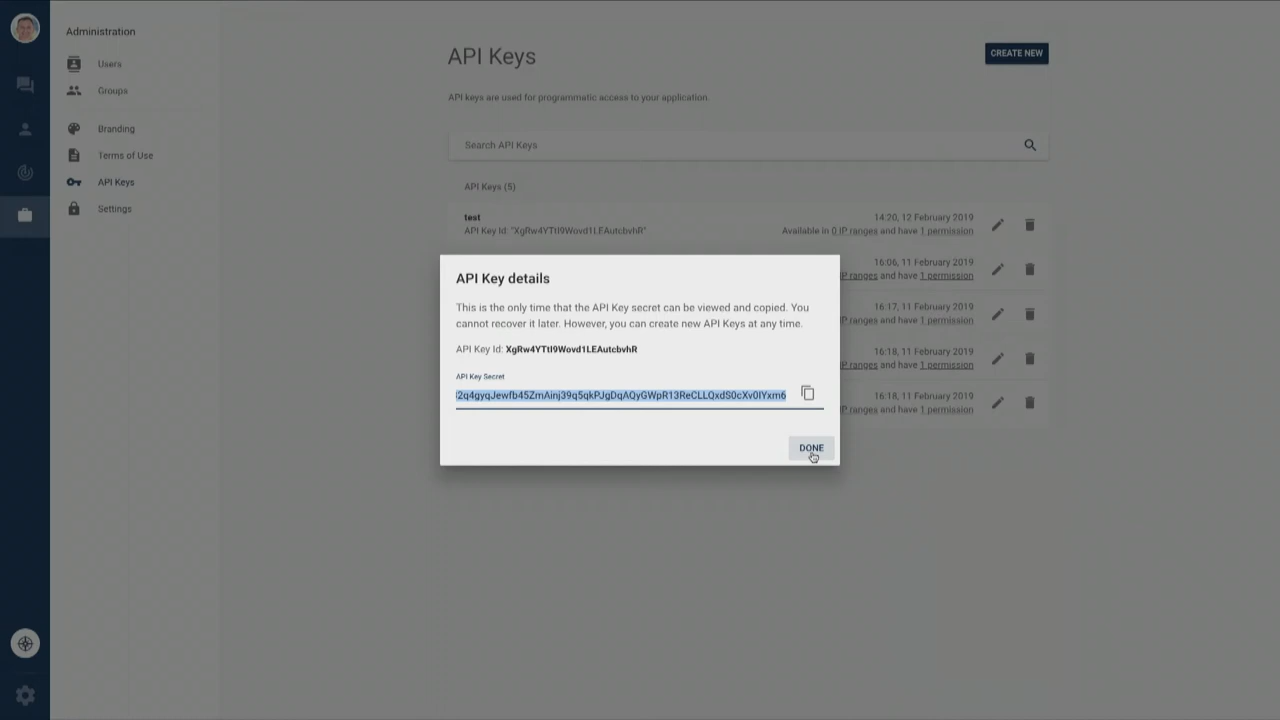 Administration
Users
Groups
Branding
Terms of Use
API Keys
Settings
API Keys
CREATE NEW
API keys are used for programmatic access to your application.
Search API Keys
API Keys (5)
test
14:20, 12 February 2019
API Key Id: "XgRw4YTtI9Wovd1LEAutcbvhR"
Available in 0 IP ranges and have 1 permission
16:06, 11 February 2019
IP ranges and have 1 permission
16:17, 11 February 2019
IP ranges and have 1 permission
16:18, 11 February 2019
IP ranges and have 1 permission
16:18, 11 February 2019
IP ranges and have 1 permission
API Key details
This is the only time that the API Key secret can be viewed and copied. You
cannot recover it later. However, you can create new API Keys at any time.
API Key Id: XgRw4YTtI9Wovd1LEAutcbvhR
API Key Secret
2q4gyqJewfb45ZmAinj39q5qkPJgDqAQyGWpR13ReCLLQxdS0cXv0IYxm6
DONE